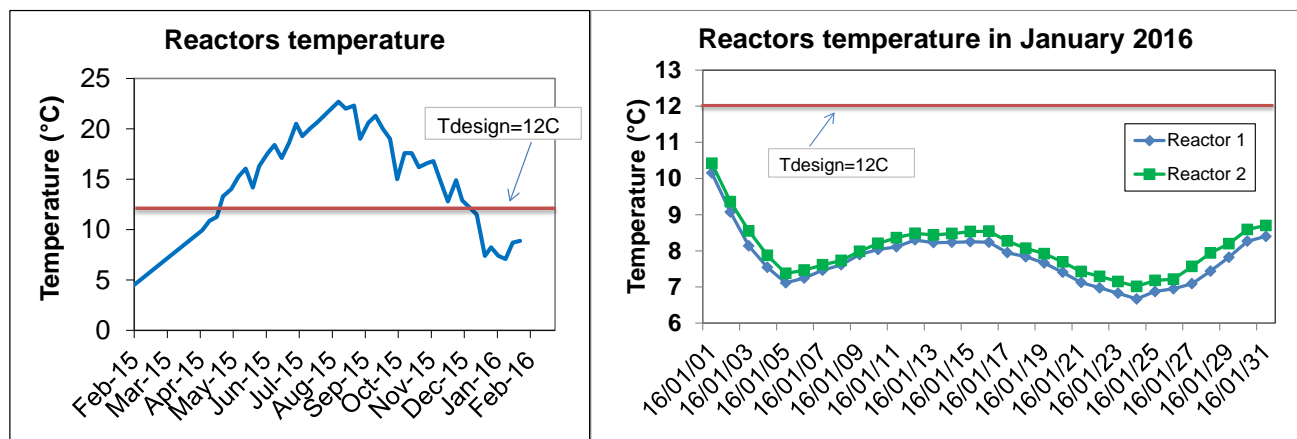 Reactors temperature
Temperature (°C)
25
20
15
10
5
0
Tdesign=12C
Feb-15
Mar-15
Apr-15
May-15
Jun-15
Jul-15
Aug-15
Sep-15
Oct-15
Nov-15
Dec-15
Jan-16
Feb-16
Reactors temperature in January 2016
Temperature (°C)
13
12
11
10
9
8
7
6
Tdesign=12C
Reactor 1
Reactor 2
16/01/01
16/01/03
16/01/05
16/01/07
16/01/09
16/01/11
16/01/13
16/01/15
16/01/17
16/01/19
16/01/21
16/01/23
16/01/25
16/01/27
16/01/29
16/01/31